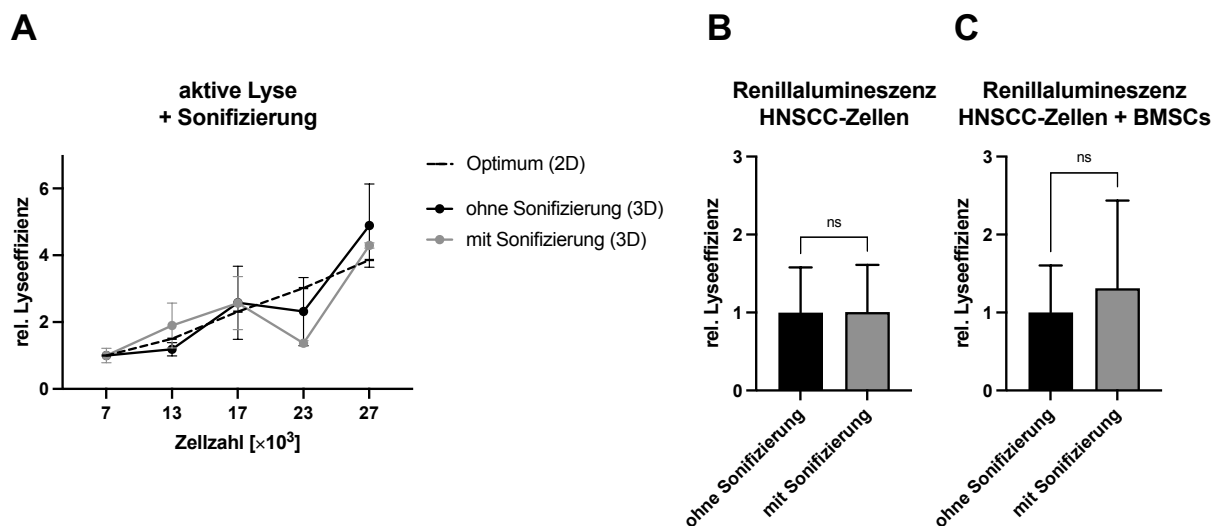 A
aktive Lyse
+ Sonifizierung
rel. Lyseeffizienz
6
4
2
0
7 13 17 23 27
Zellzahl [×10³]
Optimum (2D)
ohne Sonifizierung (3D)
mit Sonifizierung (3D)
B
Renillalumineszenz
HNSCC-Zellen
rel. Lyseeffizienz
3
2
1
0
ns
ohne Sonifizierung
mit Sonifizierung
C
Renillalumineszenz
HNSCC-Zellen + BMSCs
rel. Lyseeffizienz
3
2
1
0
ns
ohne Sonifizierung
mit Sonifizierung